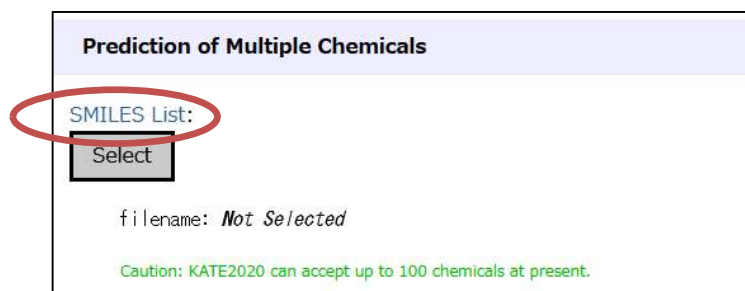 Prediction of Multiple Chemicals
SMILES List:
Select
filename: Not Selected
Caution: KATE2020 can accept up to 100 chemicals at present.